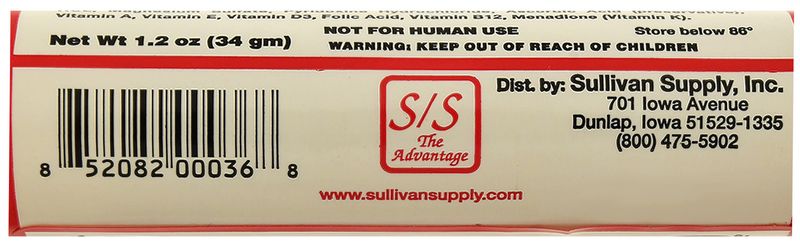 Vitamin A, Vitamin E, Vitamin D3, Folic Acid, Vitamin B12, Menadione (Vitamin K).
Net Wt 1.2 oz (34 gm)
NOT FOR HUMAN USE
Store below 86°
WARNING: KEEP OUT OF REACH OF CHILDREN
8 52082 00036 8
S/S
The
Advantage
www.sullivansupply.com
Dist. by: Sullivan Supply, Inc.
701 Iowa Avenue
Dunlap, Iowa 51529-1335
(800) 475-5902